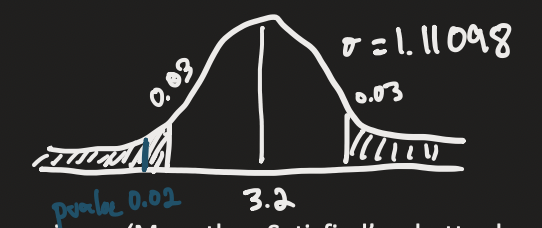 σ = 1.11098
0.03
0.03
pvalue 0.02
3.2